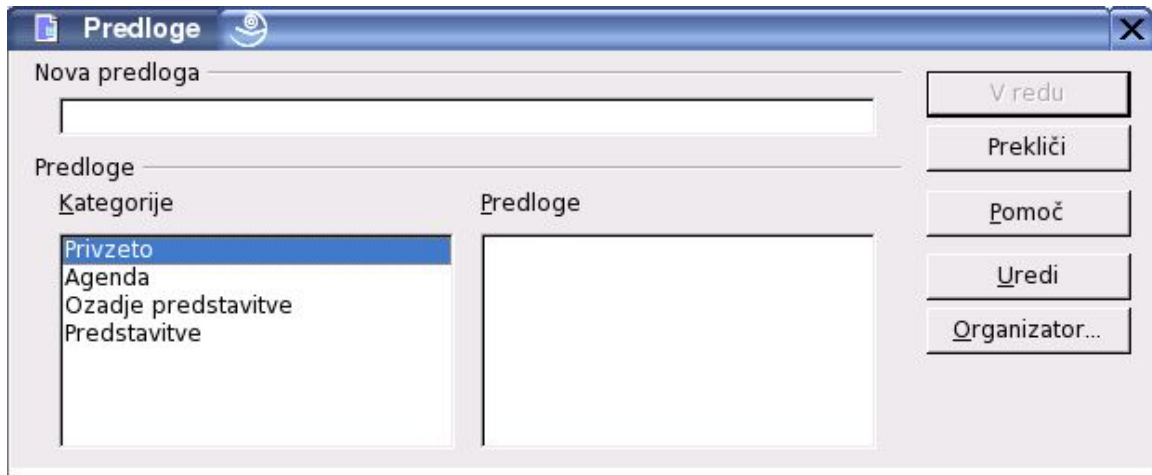 Predloge
Nova predloga
V redu
Prekliči
Predloge
Kategorije
Predloge
Pomoč
Privzeto
Agenda
Ozadje predstavitve
Predstavitve
Uredi
Organizator...